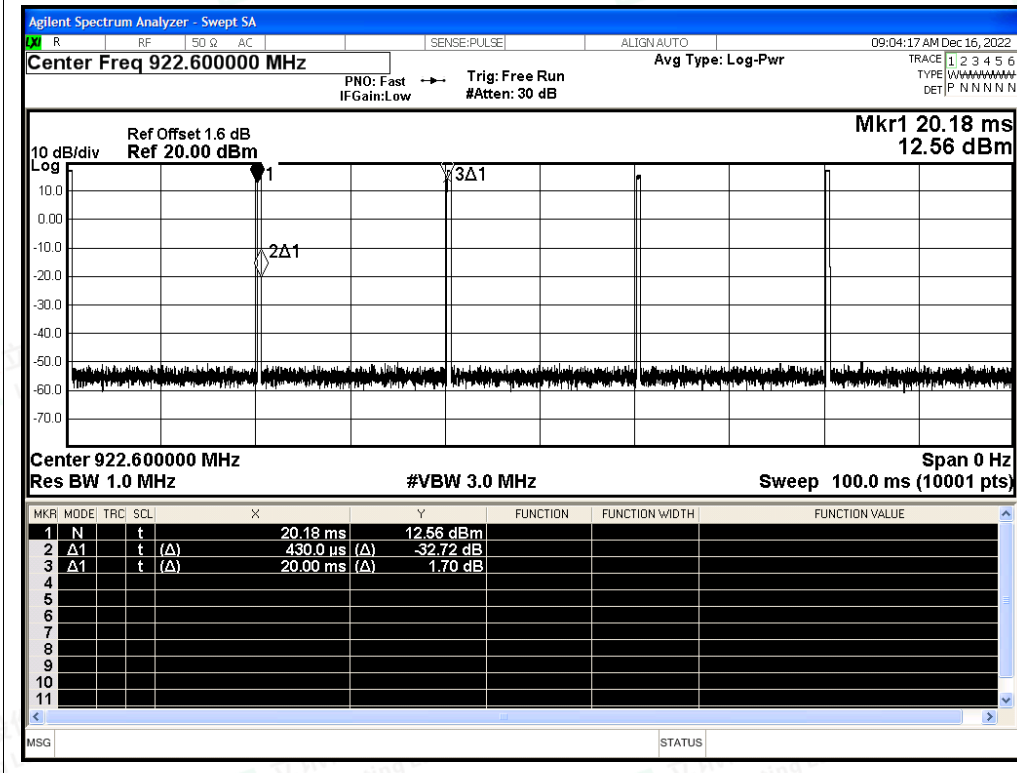 Agilent Spectrum Analyzer - Swept SA
LXI R RF 50 Ω AC SENSE:PULSE ALIGN AUTO 09:04:17 AM Dec 16, 2022
Center Freq 922.600000 MHz
PNO: Fast
IFGain:Low
Trig: Free Run
#Atten: 30 dB
Avg Type: Log-Pwr
TRACE 1 2 3 4 5 6
TYPE
DET P N N N N N
Mkr1 20.18 ms
12.56 dBm
Ref Offset 1.6 dB
10 dB/div Ref 20.00 dBm
Log
10.0
0.00
-10.0
-20.0
-30.0
-40.0
-50.0
-60.0
-70.0
1
2Δ1
3Δ1
Center 922.600000 MHz Span 0 Hz
Res BW 1.0 MHz #VBW 3.0 MHz Sweep 100.0 ms (10001 pts)
MKR MODE TRC SCL X Y FUNCTION FUNCTION WIDTH FUNCTION VALUE
1 N t 20.18 ms 12.56 dBm
2 Δ1 t (Δ) 430.0 µs (Δ) -32.72 dB
3 Δ1 t (Δ) 20.00 ms (Δ) 1.70 dB
4
5
6
7
8
9
10
11
MSG STATUS